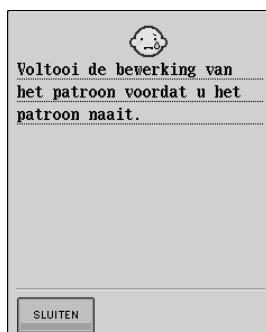 Voltooi de bewerking van
het patroon voordat u het
patroon naait.
SLUITEN